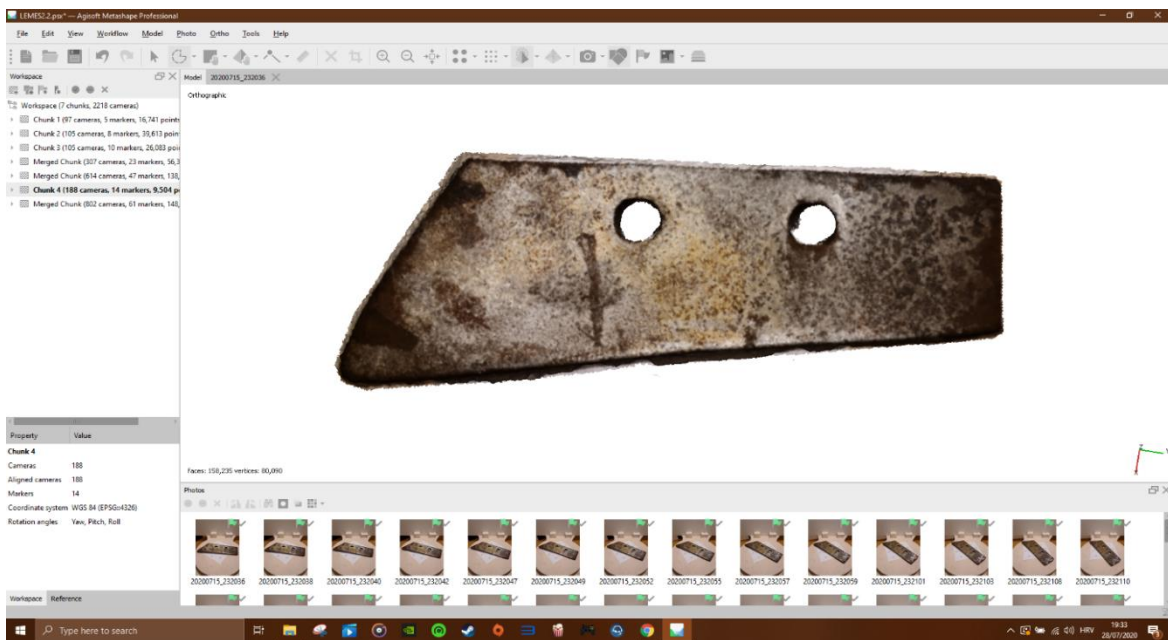 LEMES2.2.psx* — Agisoft Metashape Professional
File Edit View Workflow Model Photo Ortho Tools Help
Workspace
Model 20200715_232036
Orthographic
Workspace (7 chunks, 2218 cameras)
Chunk 1 (97 cameras, 5 markers, 16,741 points
Chunk 2 (105 cameras, 8 markers, 39,613 poin
Chunk 3 (105 cameras, 10 markers, 26,083 poin
Merged Chunk (307 cameras, 23 markers, 56,3
Merged Chunk (614 cameras, 47 markers, 138,
Chunk 4 (188 cameras, 14 markers, 9,504 p
Merged Chunk (802 cameras, 61 markers, 148,
Property Value
Chunk 4
Cameras 188
Aligned cameras 188
Markers 14
Coordinate system WGS 84 (EPSG::4326)
Rotation angles Yaw, Pitch, Roll
Faces: 158,235 vertices: 80,090
Photos
20200715_232036 20200715_232038 20200715_232040 20200715_232042 20200715_232047 20200715_232049 20200715_232052 20200715_232055 20200715_232057 20200715_232059 20200715_232101 20200715_232103 20200715_232108 20200715_232110
Workspace Reference
Type here to search
HRV
19:33
28/07/2020